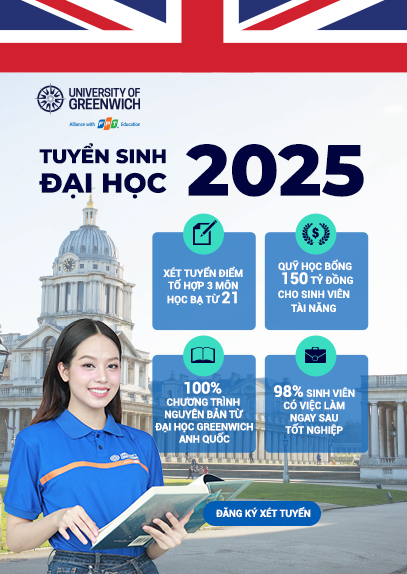 UNIVERSITY OF
GREENWICH
Alliance with FPT Education
TUYỂN SINH
ĐẠI HỌC
2025
XÉT TUYỂN ĐIỂM
TỔ HỢP 3 MÔN
HỌC BẠ TỪ 21
QUỸ HỌC BỔNG
150 TỶ ĐỒNG
CHO SINH VIÊN
TÀI NĂNG
100%
CHƯƠNG TRÌNH
NGUYÊN BẢN TỪ
ĐẠI HỌC GREENWICH
ANH QUỐC
98% SINH VIÊN
CÓ VIỆC LÀM
NGAY SAU
TỐT NGHIỆP
ĐĂNG KÝ XÉT TUYỂN